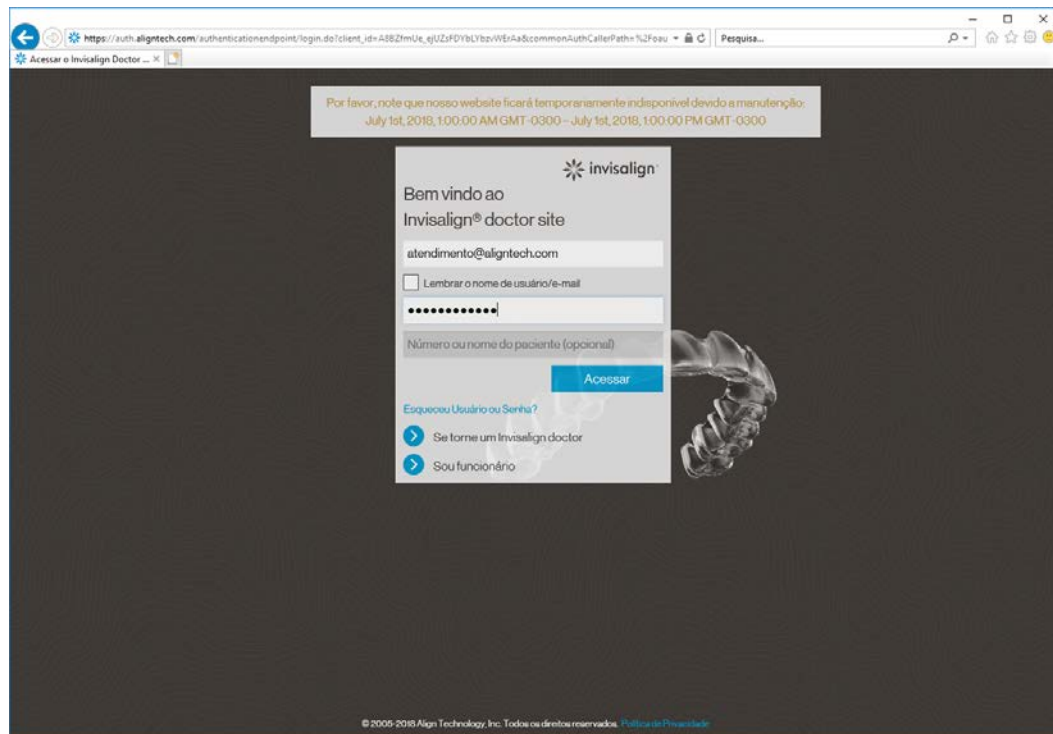 https://auth.aligntech.com/authenticationendpoint/login.do?
Pesquisa...
Acessar o Invisalign Doctor ...
Por favor, note que nosso website ficará temporariamente indisponível devido a manutenção:
July 1st, 2018, 1:00:00 AM GMT-0300 – July 1st, 2018, 1:00:00 PM GMT-0300
invisalign
Bem vindo ao
Invisalign® doctor site
atendimento@aligntech.com
Lembrar o nome de usuário/e-mail
Número ou nome do paciente (opcional)
Acessar
Esqueceu Usuário ou Senha?
Se torne um Invisalign doctor
Sou funcionário
© 2005-2018 Align Technology, Inc. Todos os direitos reservados. Política de Privacidade